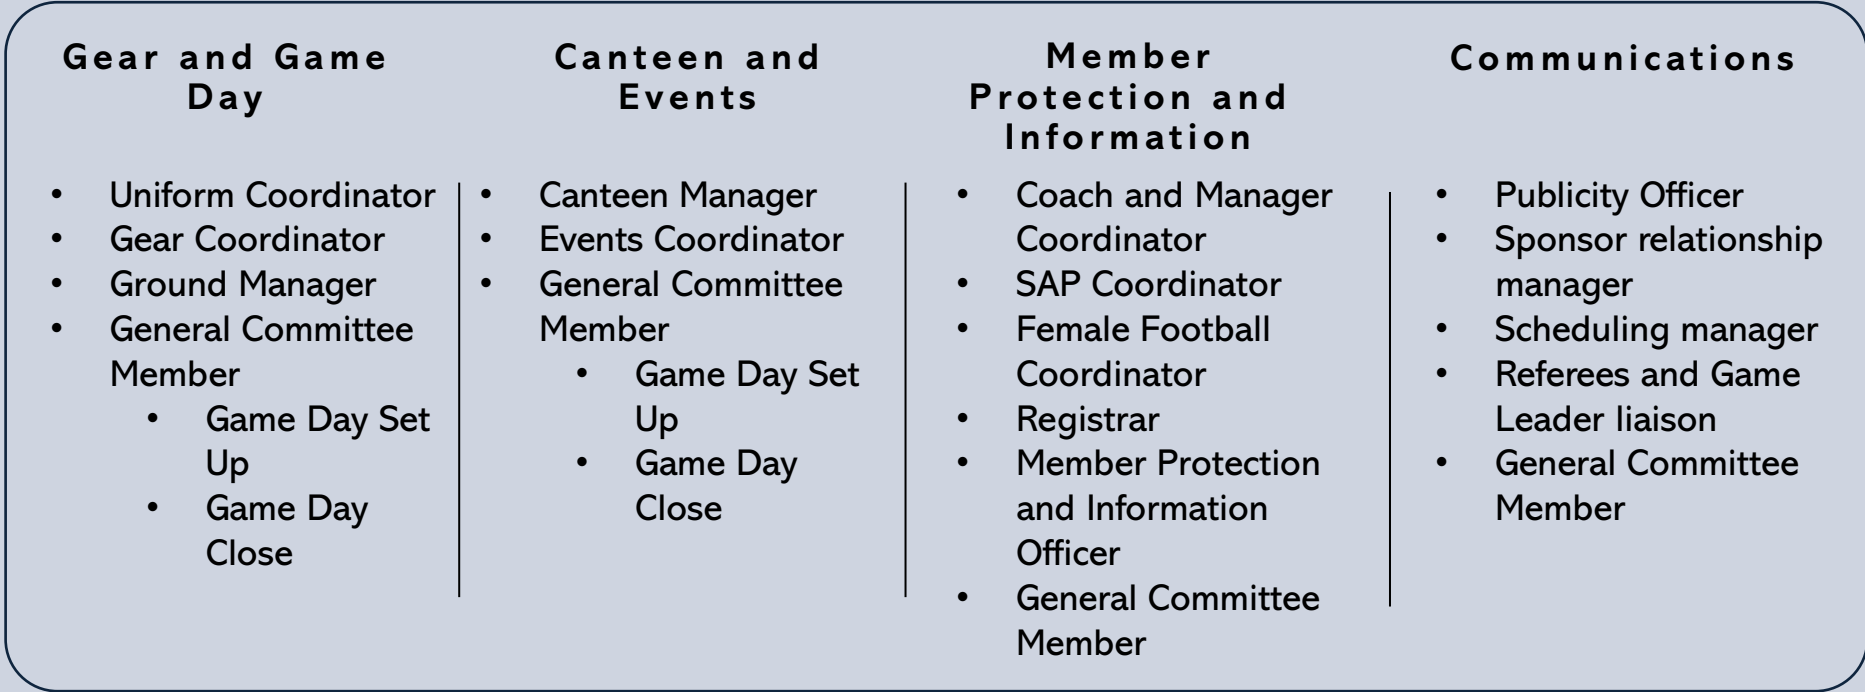 Gear and Game
Day
• Uniform Coordinator
• Gear Coordinator
• Ground Manager
• General Committee
Member
• Game Day Set
Up
• Game Day
Close
Canteen and
Events
• Canteen Manager
• Events Coordinator
• General Committee
Member
• Game Day Set
Up
• Game Day
Close
Member
Protection and
Information
• Coach and Manager
Coordinator
• SAP Coordinator
• Female Football
Coordinator
• Registrar
• Member Protection
and Information
Officer
• General Committee
Member
Communications
• Publicity Officer
• Sponsor relationship
manager
• Scheduling manager
• Referees and Game
Leader liaison
• General Committee
Member